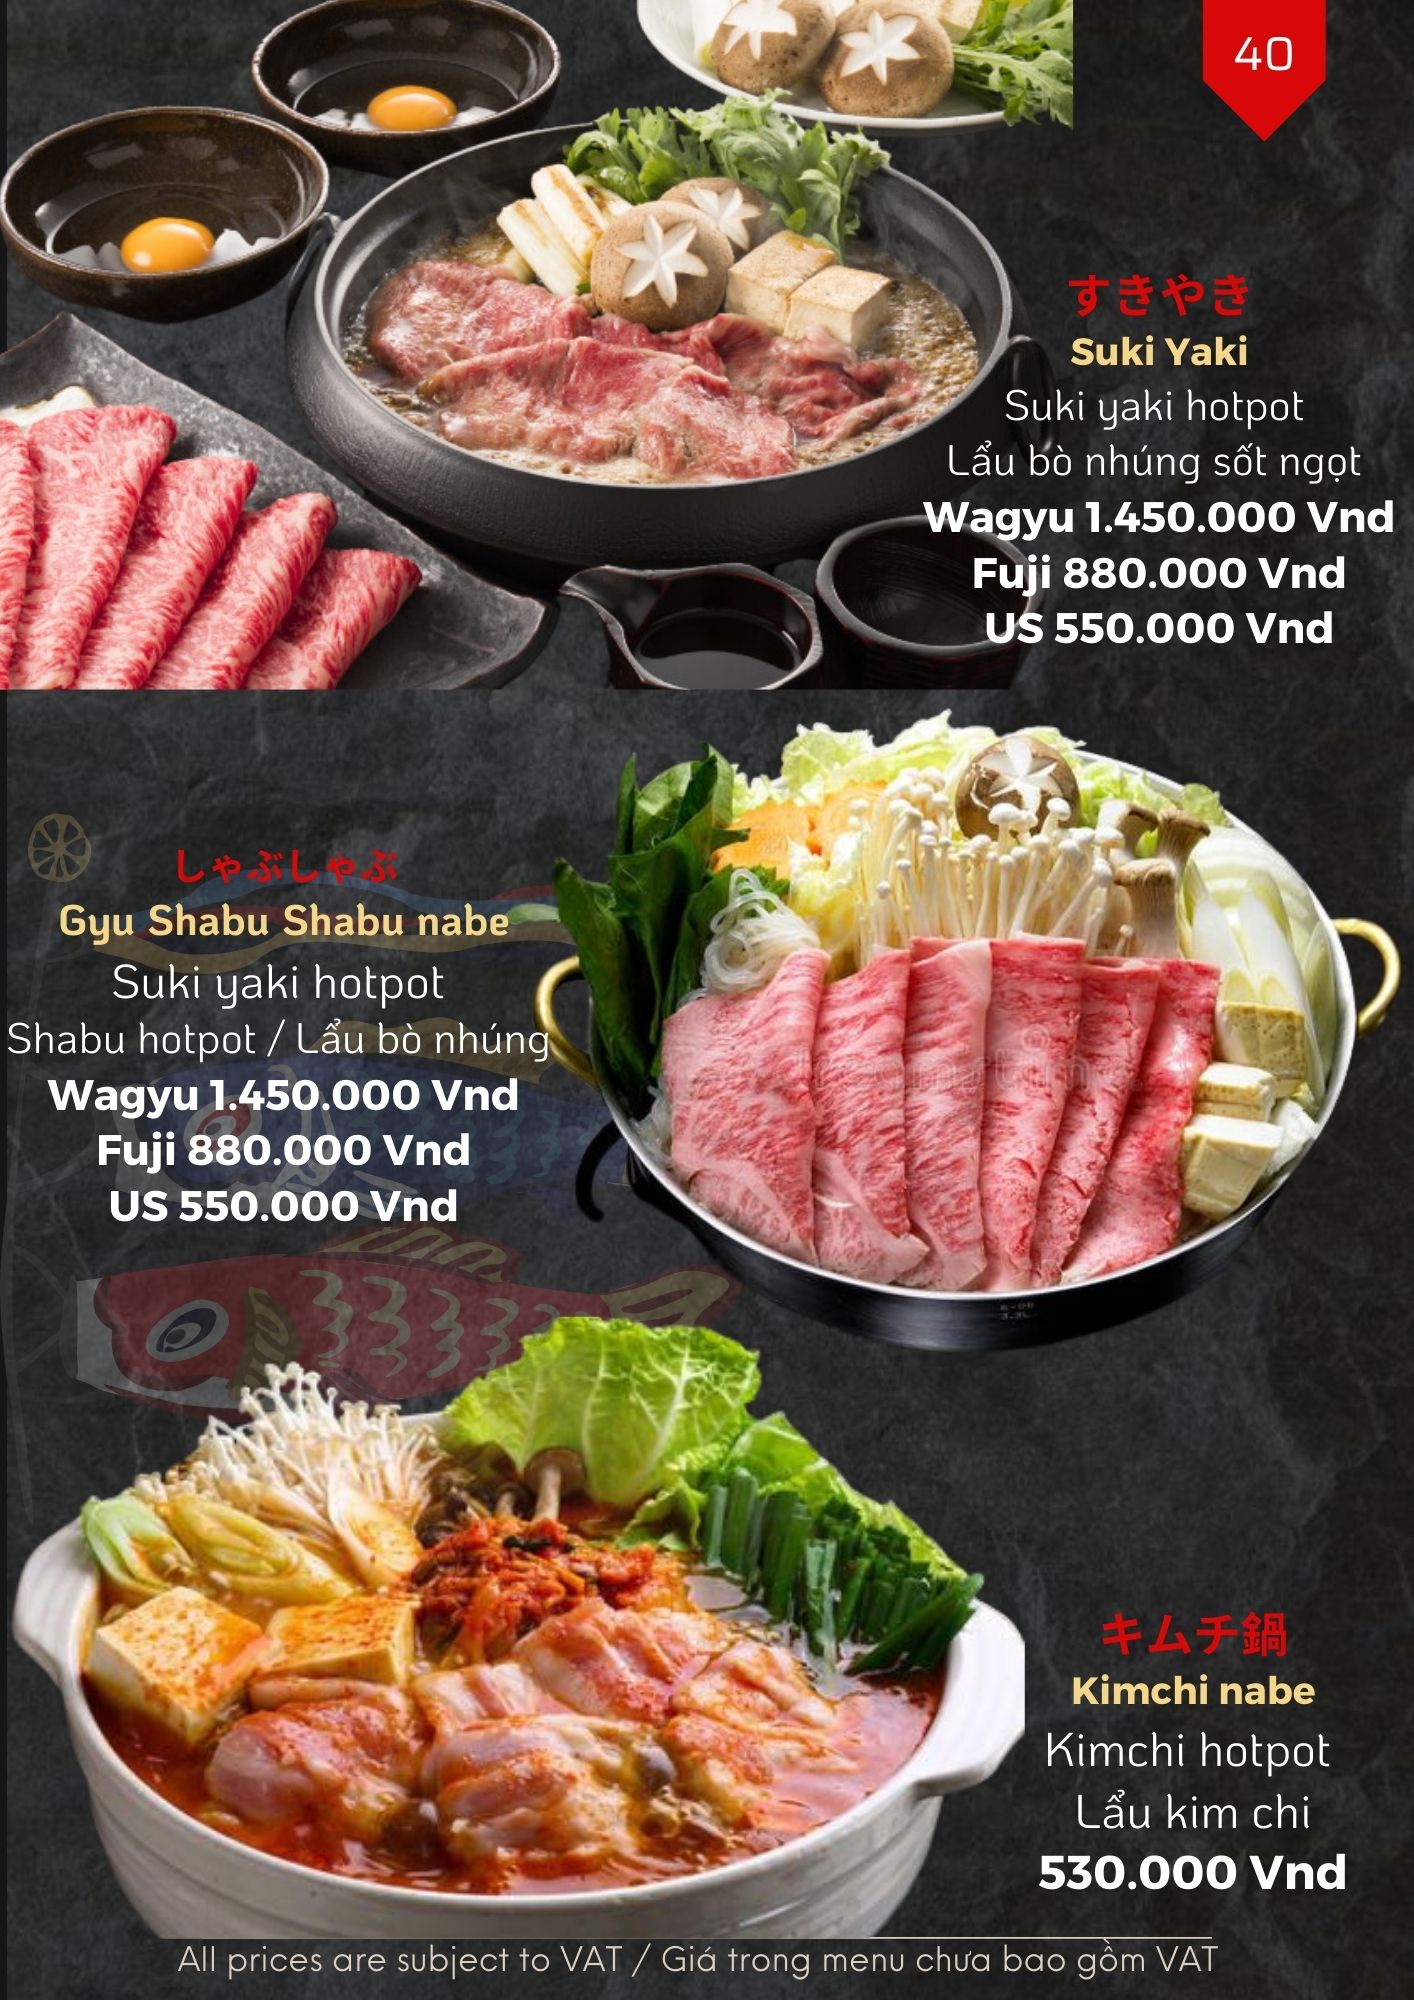 40
すきやき
Suki Yaki
Suki yaki hotpot
Lẩu bò nhúng sốt ngọt
Wagyu 1.450.000 Vnd
Fuji 880.000 Vnd
US 550.000 Vnd
しゃぶしゃぶ
Gyu Shabu Shabu nabe
Suki yaki hotpot
Shabu hotpot / Lẩu bò nhúng
Wagyu 1.450.000 Vnd
Fuji 880.000 Vnd
US 550.000 Vnd
キムチ鍋
Kimchi nabe
Kimchi hotpot
Lẩu kim chi
530.000 Vnd
All prices are subject to VAT / Giá trong menu chưa bao gồm VAT